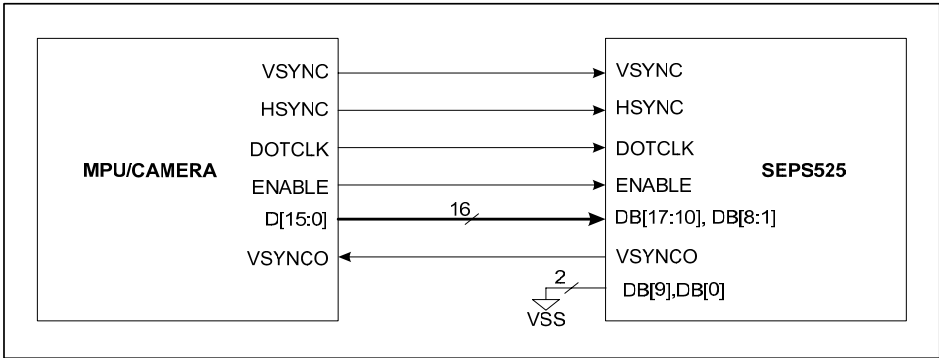 VSYNC VSYNC
HSYNC HSYNC
DOTCLK DOTCLK
MPU/CAMERA SEPS525
ENABLE ENABLE
D[15:0] 16 DB[17:10], DB[8:1]
VSYNCO VSYNCO
2 DB[9],DB[0]
VSS